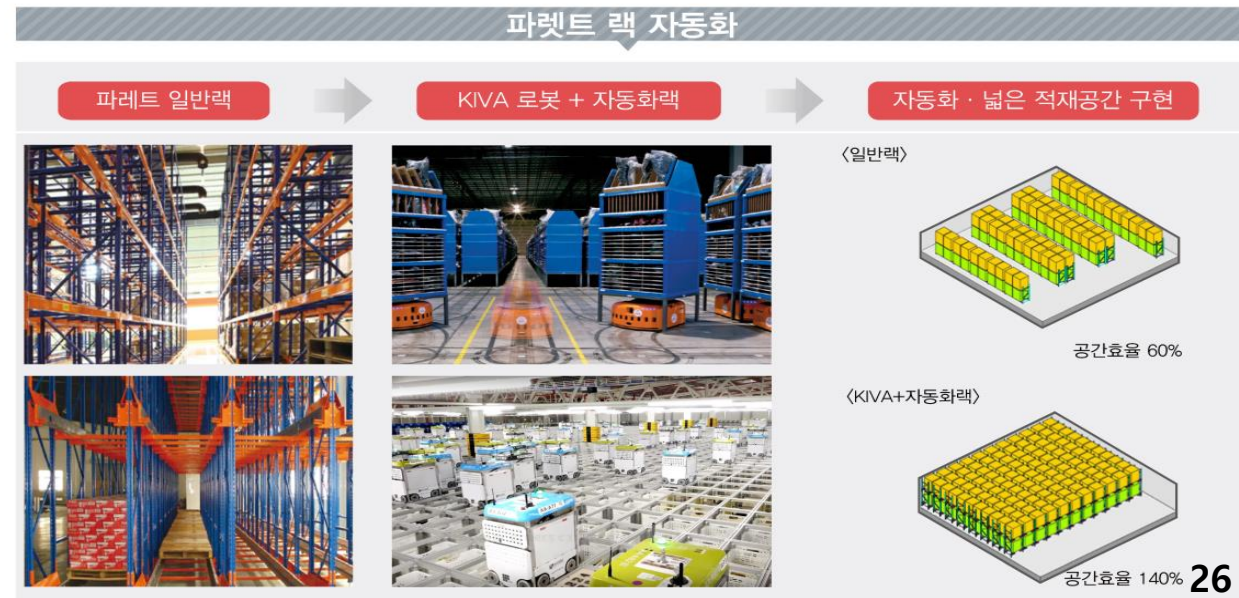 파렛트 랙 자동화
파레트 일반랙
KIVA 로봇 + 자동화랙
자동화 · 넓은 적재공간 구현
〈일반랙〉
공간효율 60%
〈KIVA+자동화랙〉
공간효율 140%
26